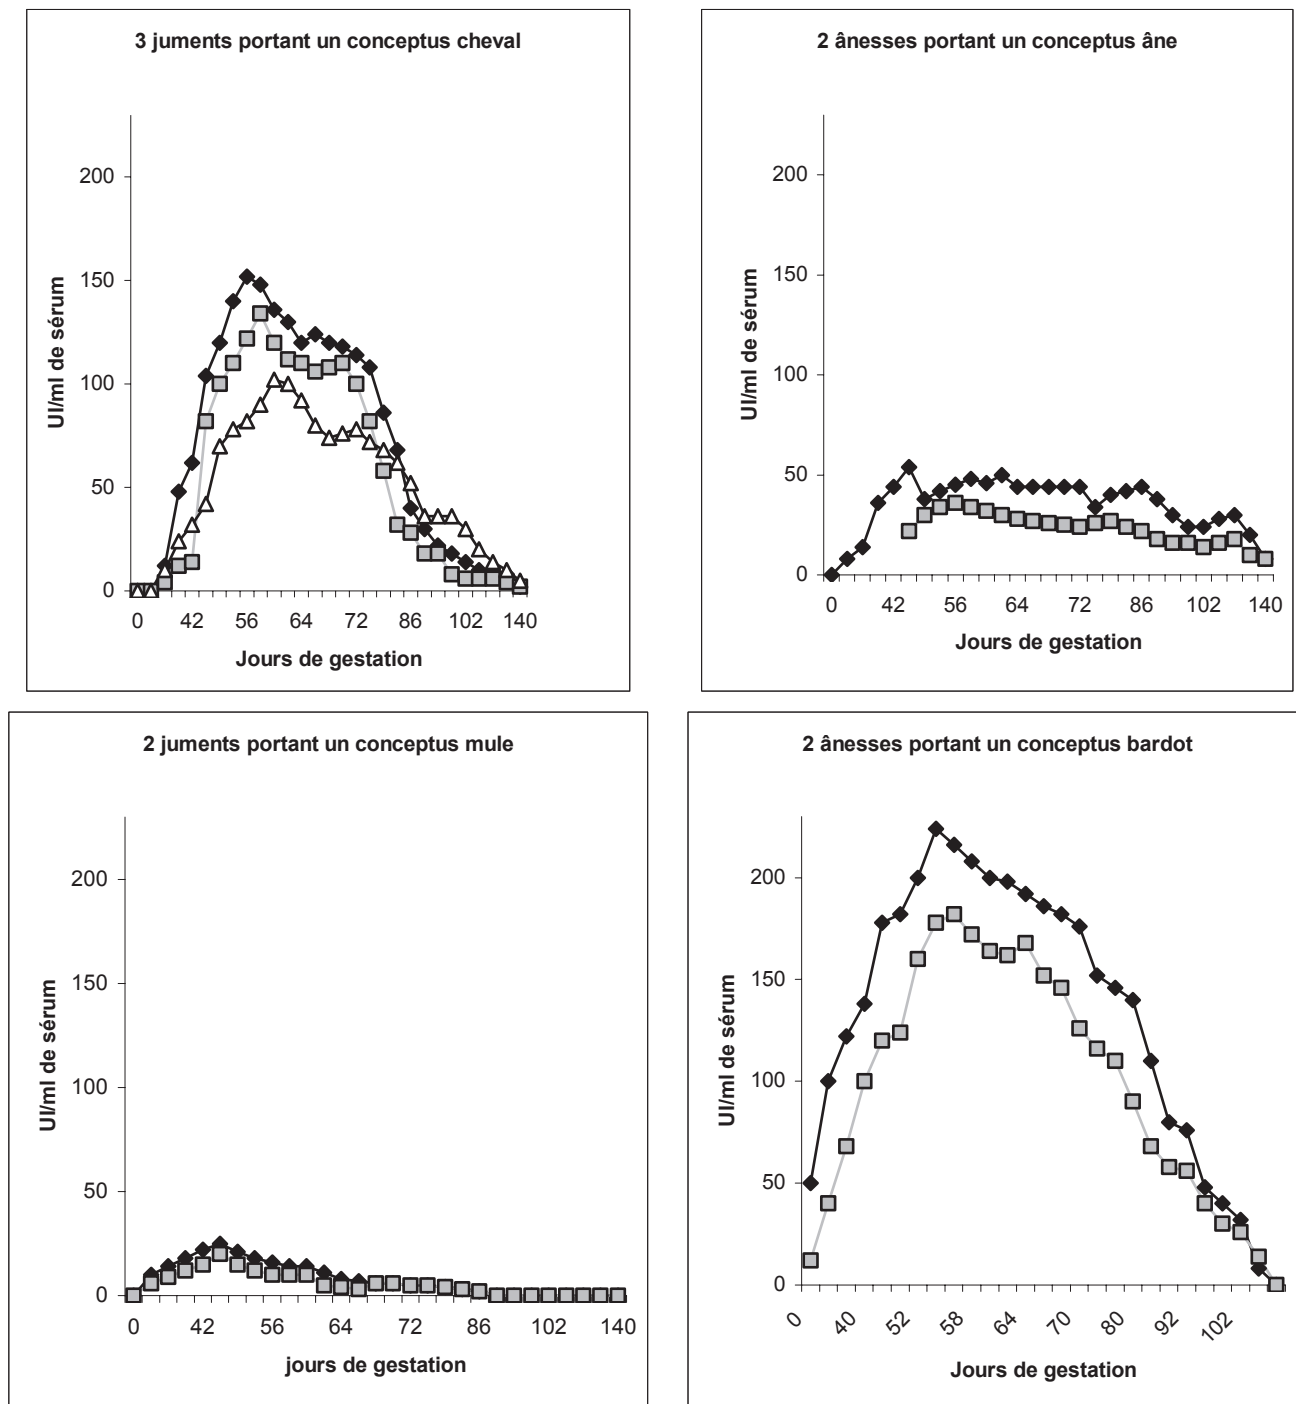 3 juments portant un conceptus cheval
200
150
100
50
0
UI/ml de sérum
0 42 56 64 72 86 102 140
Jours de gestation
2 ânesses portant un conceptus âne
200
150
100
50
0
UI/ml de sérum
0 42 56 64 72 86 102 140
Jours de gestation
2 juments portant un conceptus mule
200
150
100
50
0
UI/ml de sérum
0 42 56 64 72 86 102 140
jours de gestation
2 ânesses portant un conceptus bardot
200
150
100
50
0
UI/ml de sérum
0 40 52 58 64 70 80 92 102
Jours de gestation